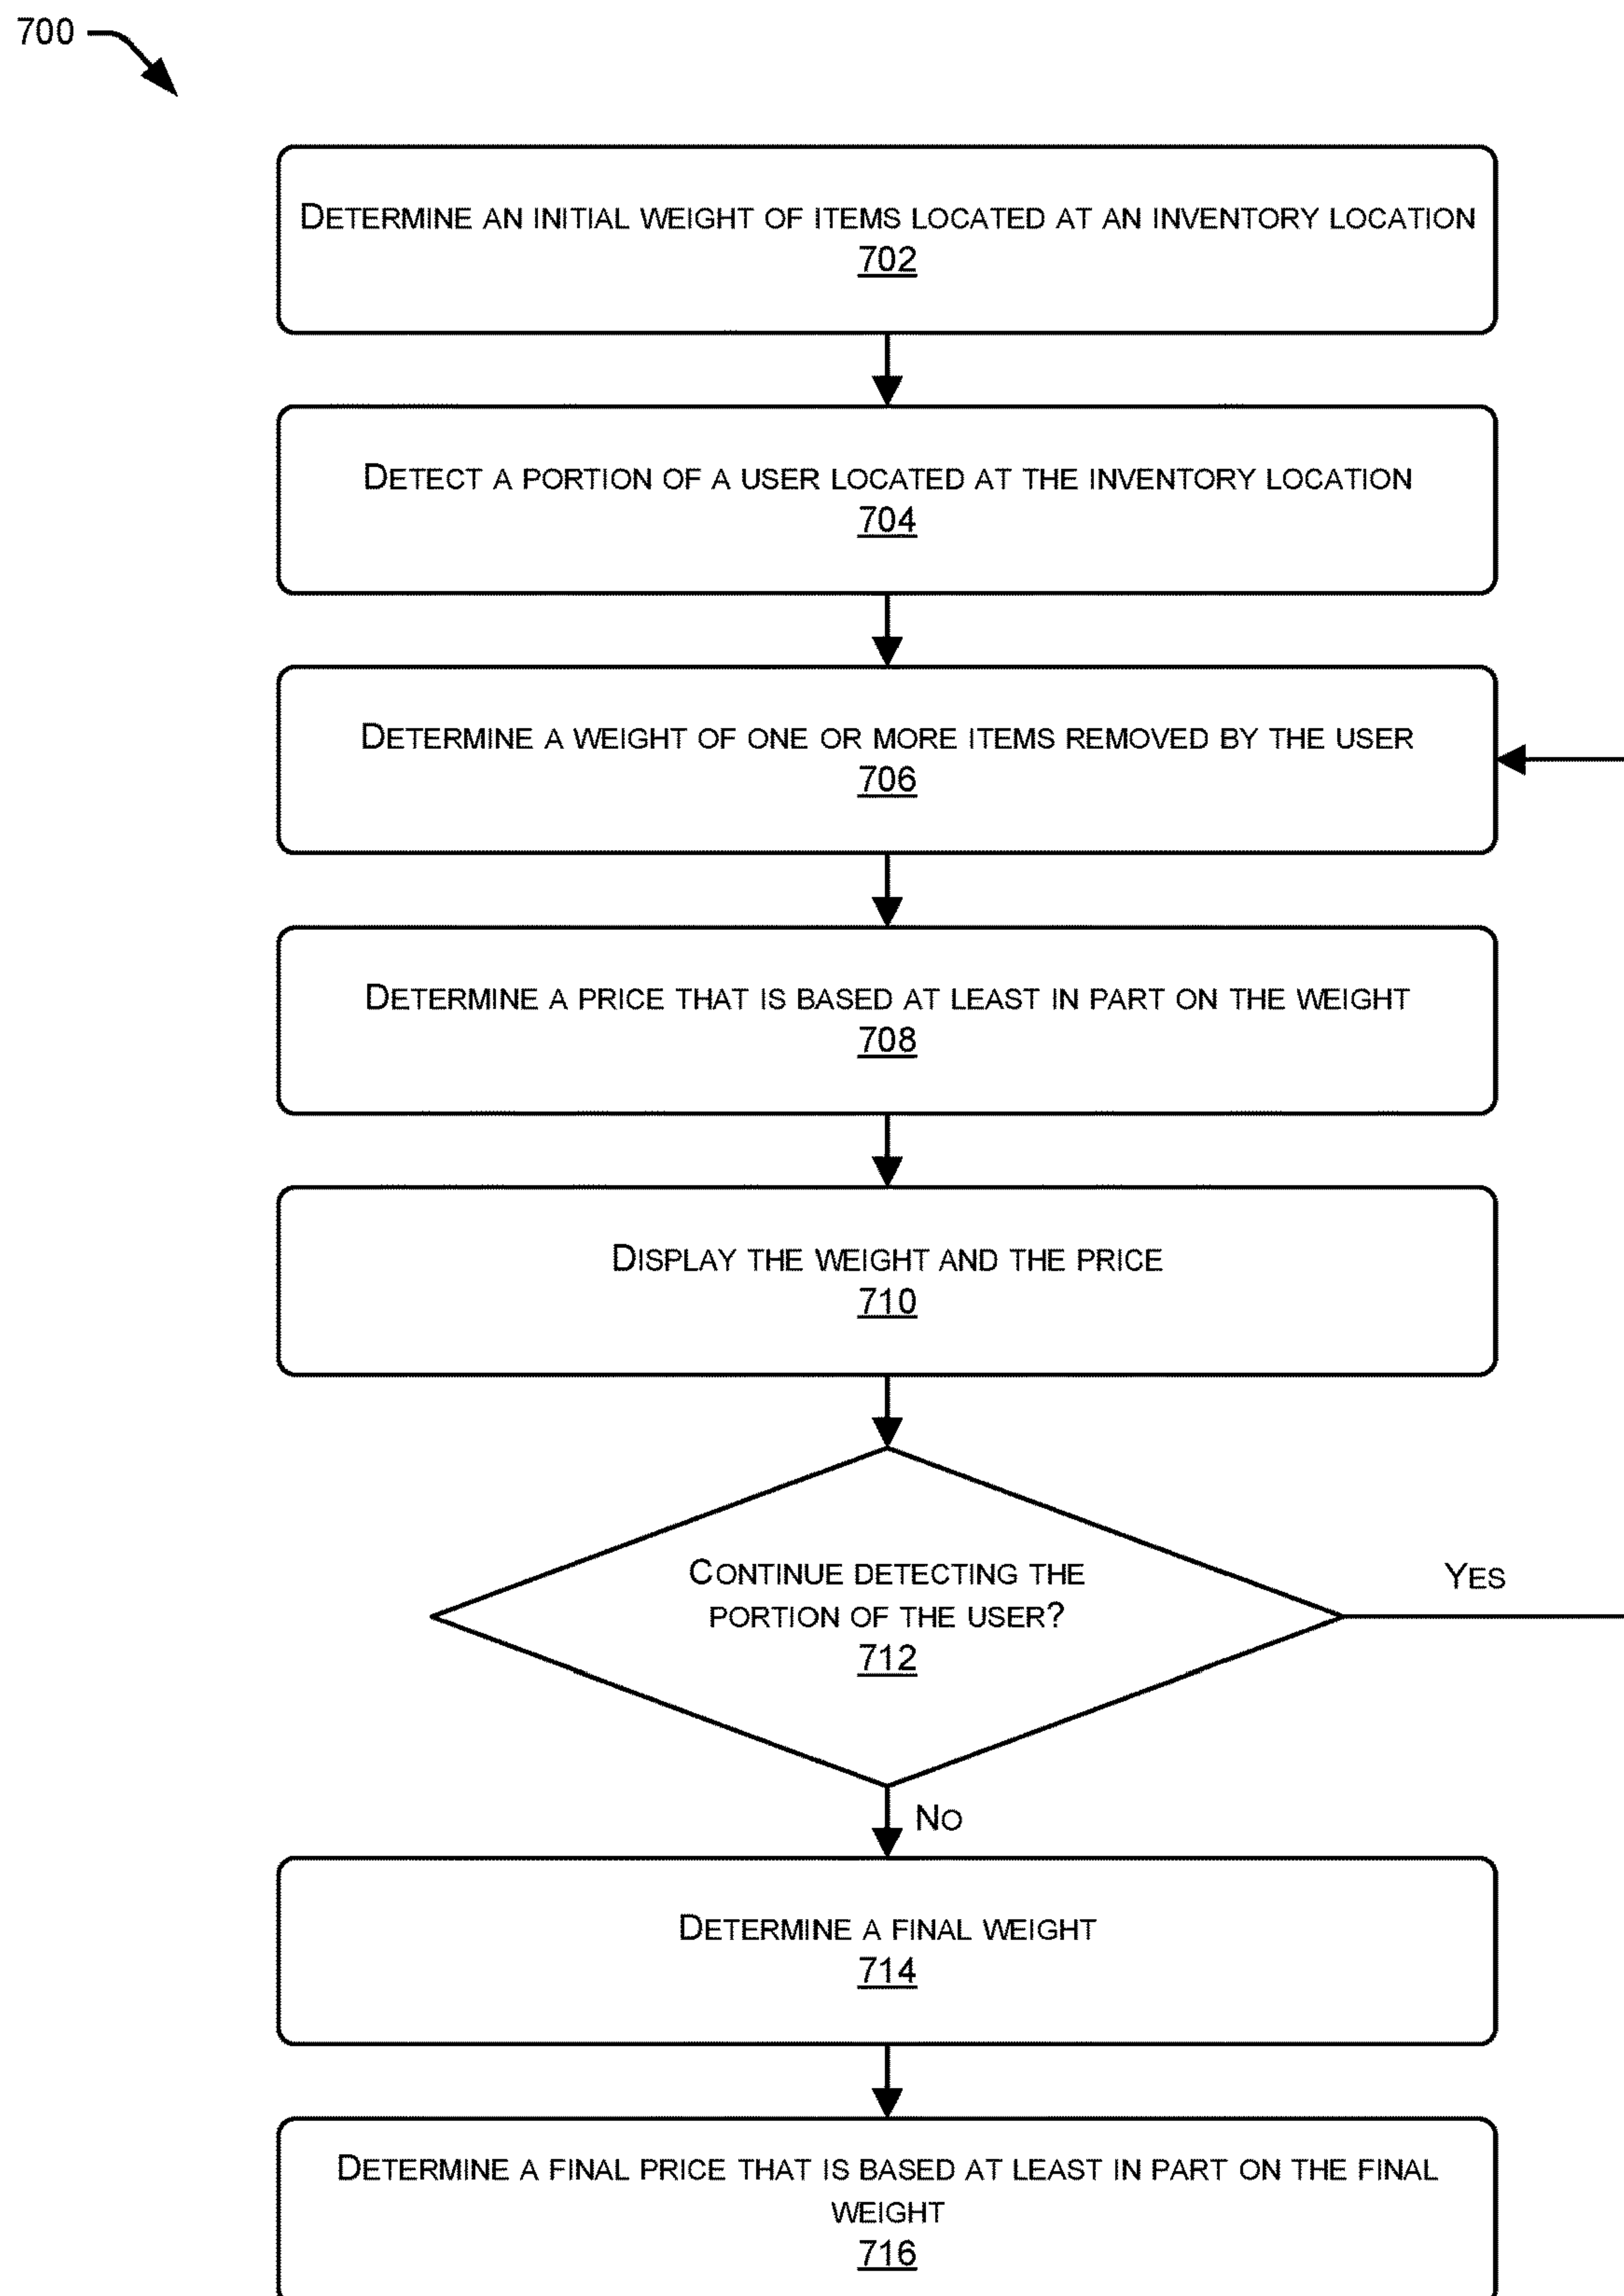 700
DETERMINE AN INITIAL WEIGHT OF ITEMS LOCATED AT AN INVENTORY LOCATION
702
DETECT A PORTION OF A USER LOCATED AT THE INVENTORY LOCATION
704
DETERMINE A WEIGHT OF ONE OR MORE ITEMS REMOVED BY THE USER
706
DETERMINE A PRICE THAT IS BASED AT LEAST IN PART ON THE WEIGHT
708
DISPLAY THE WEIGHT AND THE PRICE
710
CONTINUE DETECTING THE
PORTION OF THE USER?
712
YES
NO
DETERMINE A FINAL WEIGHT
714
DETERMINE A FINAL PRICE THAT IS BASED AT LEAST IN PART ON THE FINAL
WEIGHT
716